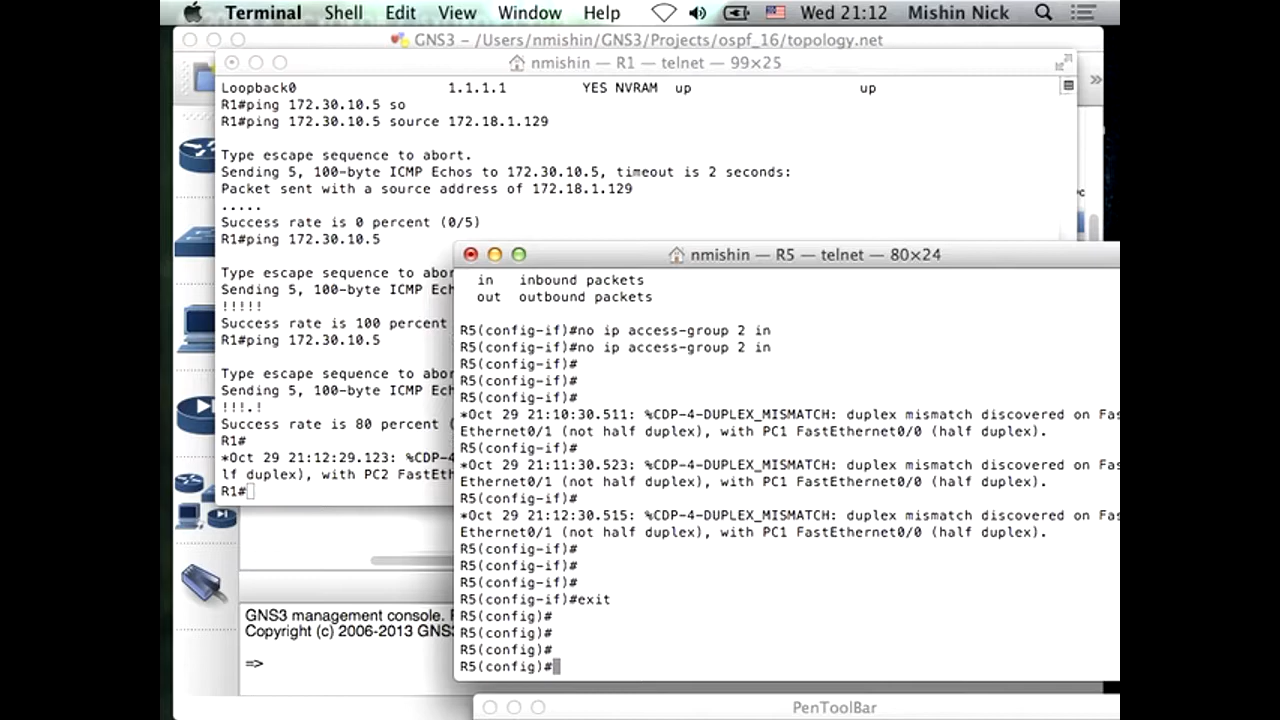 Terminal Shell Edit View Window Help Wed 21:12 Mishin Nick
GNS3 – /Users/nmishin/GNS3/Projects/ospf_16/topology.net
nmishin — R1 — telnet — 99×25
Loopback0 1.1.1.1 YES NVRAM up up
R1#ping 172.30.10.5 so
R1#ping 172.30.10.5 source 172.18.1.129
Type escape sequence to abort.
Sending 5, 100-byte ICMP Echos to 172.30.10.5, timeout is 2 seconds:
Packet sent with a source address of 172.18.1.129
.....
Success rate is 0 percent (0/5)
R1#ping 172.30.10.5
Type escape sequence to abor
Sending 5, 100-byte ICMP Ech
!!!!!
Success rate is 100 percent
R1#ping 172.30.10.5
Type escape sequence to abor
Sending 5, 100-byte ICMP Ech
!!!.!
Success rate is 80 percent (
R1#
*Oct 29 21:12:29.123: %CDP-4
lf duplex), with PC2 FastEth
R1#
nmishin — R5 — telnet — 80×24
in inbound packets
out outbound packets
R5(config-if)#no ip access-group 2 in
R5(config-if)#no ip access-group 2 in
R5(config-if)#
R5(config-if)#
R5(config-if)#
*Oct 29 21:10:30.511: %CDP-4-DUPLEX_MISMATCH: duplex mismatch discovered on Fas
Ethernet0/1 (not half duplex), with PC1 FastEthernet0/0 (half duplex).
R5(config-if)#
*Oct 29 21:11:30.523: %CDP-4-DUPLEX_MISMATCH: duplex mismatch discovered on Fas
Ethernet0/1 (not half duplex), with PC1 FastEthernet0/0 (half duplex).
R5(config-if)#
*Oct 29 21:12:30.515: %CDP-4-DUPLEX_MISMATCH: duplex mismatch discovered on Fas
Ethernet0/1 (not half duplex), with PC1 FastEthernet0/0 (half duplex).
R5(config-if)#
R5(config-if)#
R5(config-if)#
R5(config-if)#exit
R5(config)#
R5(config)#
R5(config)#
R5(config)#
GNS3 management console.
Copyright (c) 2006-2013 GNS3
=>
PenToolBar